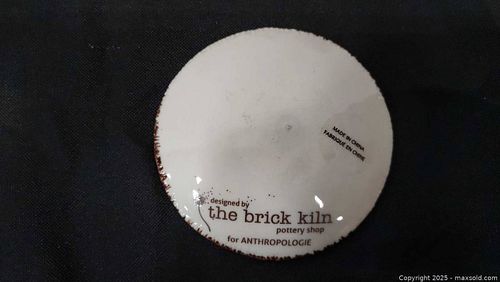 MADE IN CHINA
FABRIQUÉ EN CHINE
designed by
the brick kiln
pottery shop
for ANTHROPOLOGIE
Copyright 2025 - maxsold.com